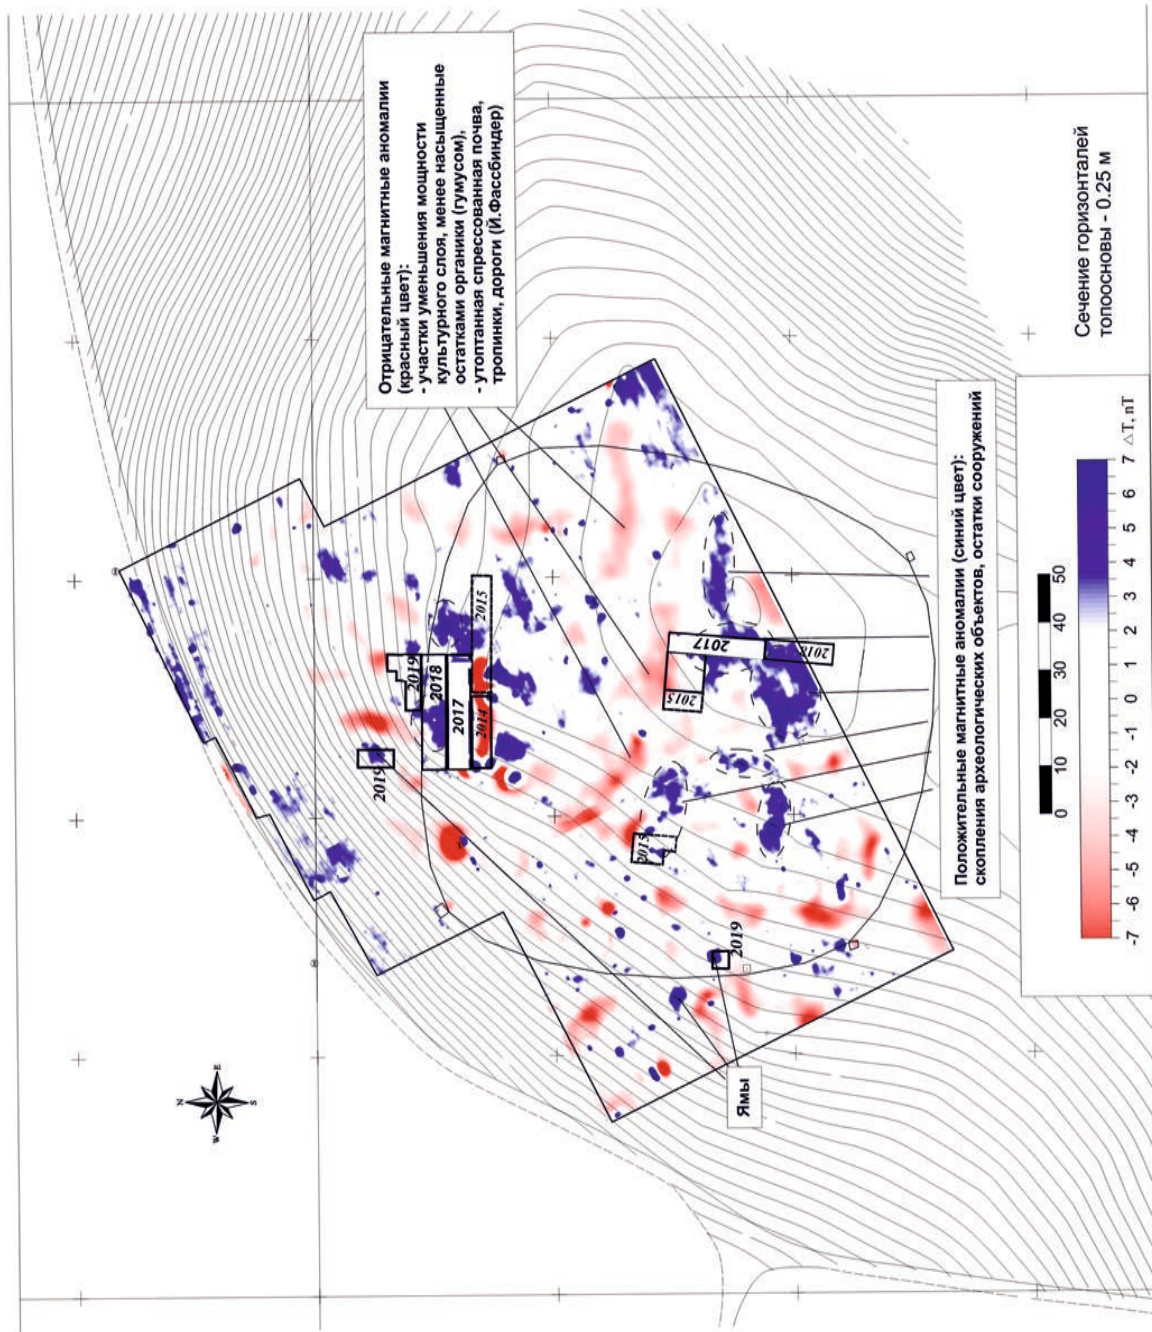 Отрицательные магнитные аномалии
(красный цвет):
- участки уменьшения мощности
культурного слоя, менее насыщенные
остатками органики (гумусом),
- утоптанная спрессованная почва,
тропинки, дороги (Й.Фассбиндер)
Сечение горизонталей
топоосновы - 0.25 м
N
W
E
S
2019
2019
2018
2017
2014
2015
2017
2018
2015
2015
2019
Ямы
Положительные магнитные аномалии (синий цвет):
скопления археологических объектов, остатки сооружений
0 10 20 30 40 50
-7 -6 -5 -4 -3 -2 -1 0 1 2 3 4 5 6 7 △T, nT